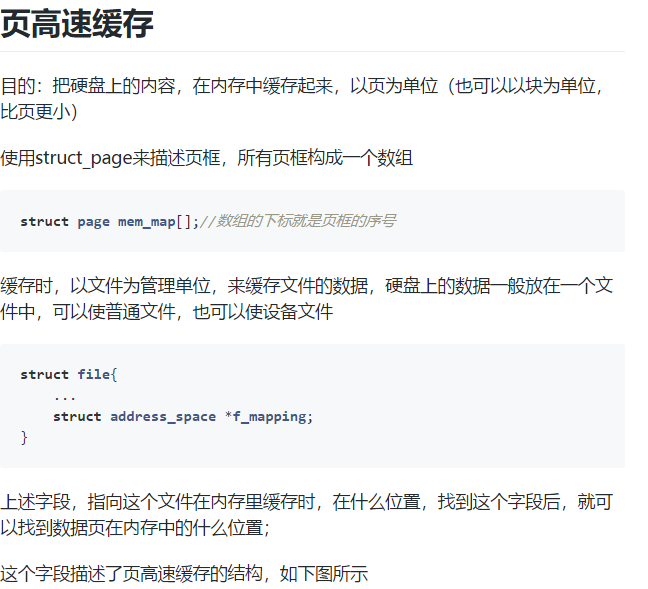 页高速缓存
目的：把硬盘上的内容，在内存中缓存起来，以页为单位（也可以以块为单位，
比页更小）
使用struct_page来描述页框，所有页框构成一个数组
struct page mem_map[];//数组的下标就是页框的序号
缓存时，以文件为管理单位，来缓存文件的数据，硬盘上的数据一般放在一个文
件中，可以使普通文件，也可以使设备文件
struct file{
...
struct address_space *f_mapping;
}
上述字段，指向这个文件在内存里缓存时，在什么位置，找到这个字段后，就可
以找到数据页在内存中的什么位置；
这个字段描述了页高速缓存的结构，如下图所示